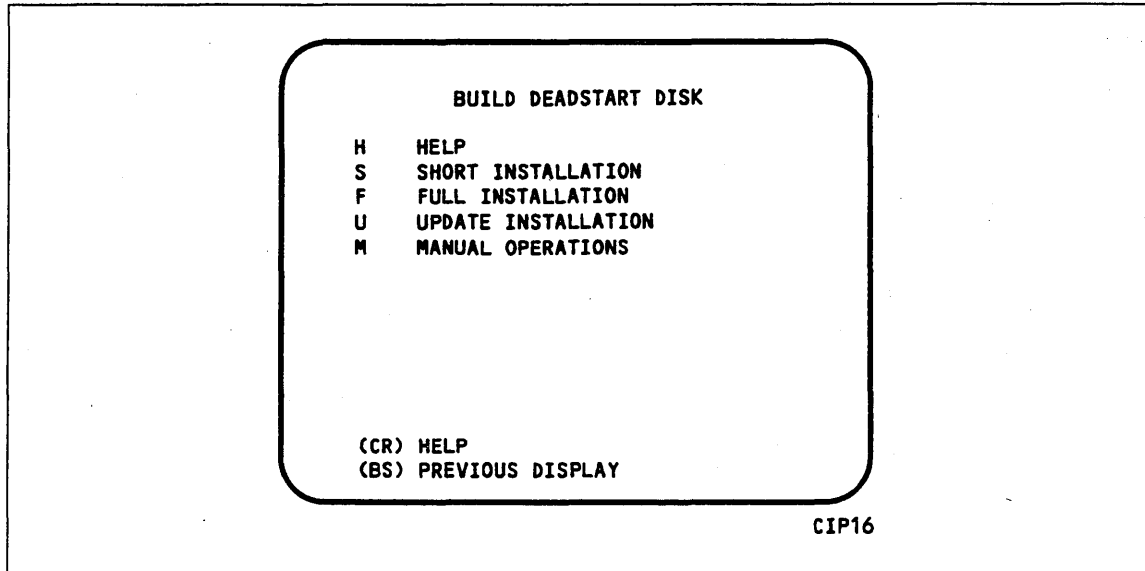 BUILD DEADSTART DISK
H HELP
S SHORT INSTALLATION
F FULL INSTALLATION
U UPDATE INSTALLATION
M MANUAL OPERATIONS
(CR) HELP
(BS) PREVIOUS DISPLAY
CIP16